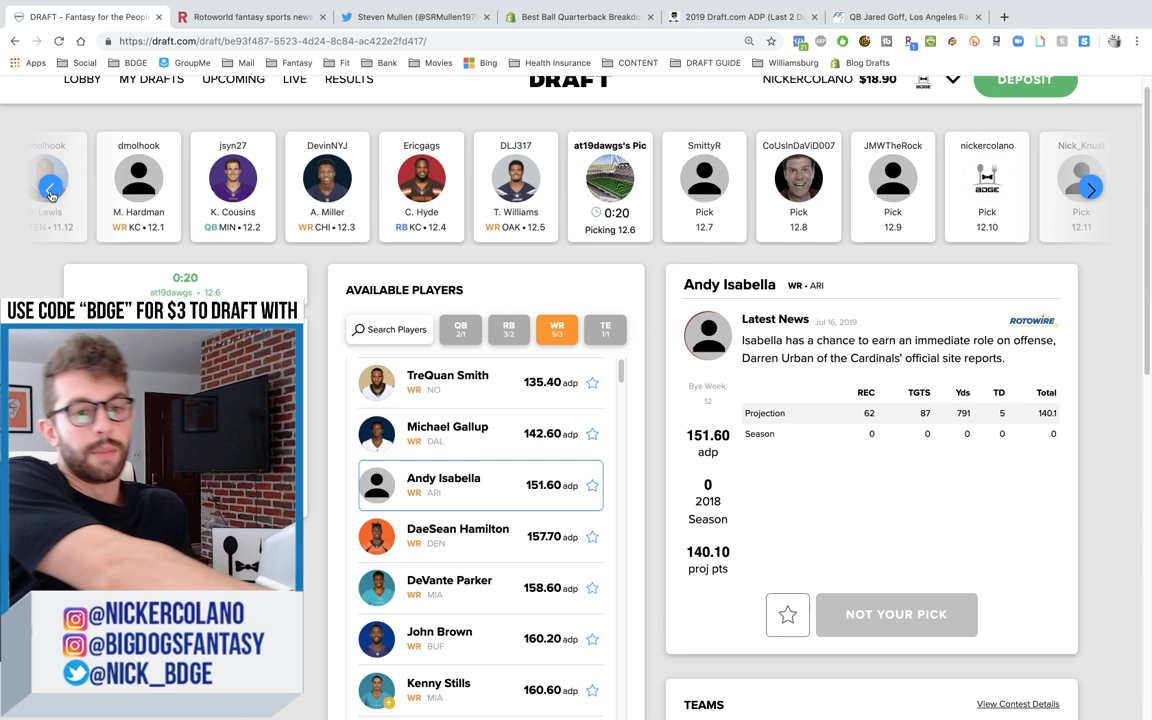 DRAFT - Fantasy for the Peopl
Rotoworld fantasy sports news
Steven Mullen (@SRMullen197
Best Ball Quarterback Breakdo
2019 Draft.com ADP (Last 2 D
QB Jared Goff, Los Angeles Ra
https://draft.com/draft/be93f487-5523-4d24-8c84-ac422e2fd417/
Apps Social BDGE GroupMe Mail Fantasy Fit Bank Movies Bing Health Insurance CONTENT DRAFT GUIDE Williamsburg Blog Drafts
LOBBY MY DRAFTS UPCOMING LIVE RESULTS DRAFT NICKERCOLANO $18.90 BDGE DEPOSIT
molhook dmolhook jsyn27 DevinNYJ Ericgags DLJ317 at19dawgs's Pic SmittyR CoUsInDaViD007 JMWTheRock nickercolano Nick_Knust
BDGE
. Lewis M. Hardman K. Cousins A. Miller C. Hyde T. Williams 0:20 Pick Pick Pick Pick Pick
TEN • 11.12 WR KC • 12.1 QB MIN • 12.2 WR CHI • 12.3 RB KC • 12.4 WR OAK • 12.5 Picking 12.6 12.7 12.8 12.9 12.10 12.11
0:20
at19dawgs • 12.6
USE CODE "BDGE" FOR $3 TO DRAFT WITH
@NICKERCOLANO
@BIGDOGSFANTASY
@NICK_BDGE
AVAILABLE PLAYERS
Search Players
QB
2/1
RB
3/2
WR
5/3
TE
1/1
TreQuan Smith 135.40 adp
WR NO
Michael Gallup 142.60 adp
WR DAL
Andy Isabella 151.60 adp
WR ARI
DaeSean Hamilton 157.70 adp
WR DEN
DeVante Parker 158.60 adp
WR MIA
John Brown 160.20 adp
WR BUF
Kenny Stills 160.60 adp
WR MIA
Andy Isabella WR • ARI
Latest News Jul 16, 2019 ROTOWIRE
Isabella has a chance to earn an immediate role on offense,
Darren Urban of the Cardinals' official site reports.
Bye Week:
12
REC TGTS Yds TD Total
Projection 62 87 791 5 140.1
Season 0 0 0 0 0
151.60
adp
0
2018
Season
140.10
proj pts
NOT YOUR PICK
TEAMS View Contest Details